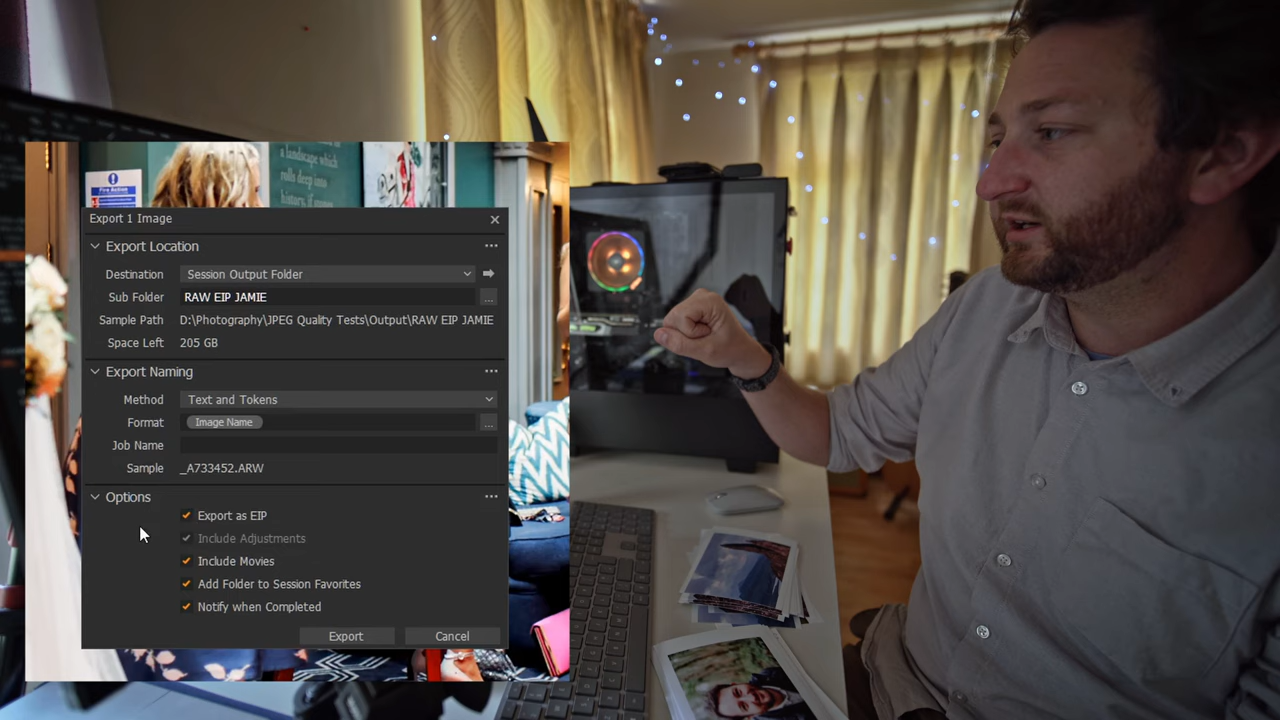 a landscape which
rolls deep into
history, if power
Fire Action
Export 1 Image
Export Location
Destination Session Output Folder
Sub Folder RAW EIP JAMIE
Sample Path D:\Photography\JPEG Quality Tests\Output\RAW EIP JAMIE
Space Left 205 GB
Export Naming
Method Text and Tokens
Format Image Name
Job Name
Sample _A733452.ARW
Options
Export as EIP
Include Adjustments
Include Movies
Add Folder to Session Favorites
Notify when Completed
Export Cancel